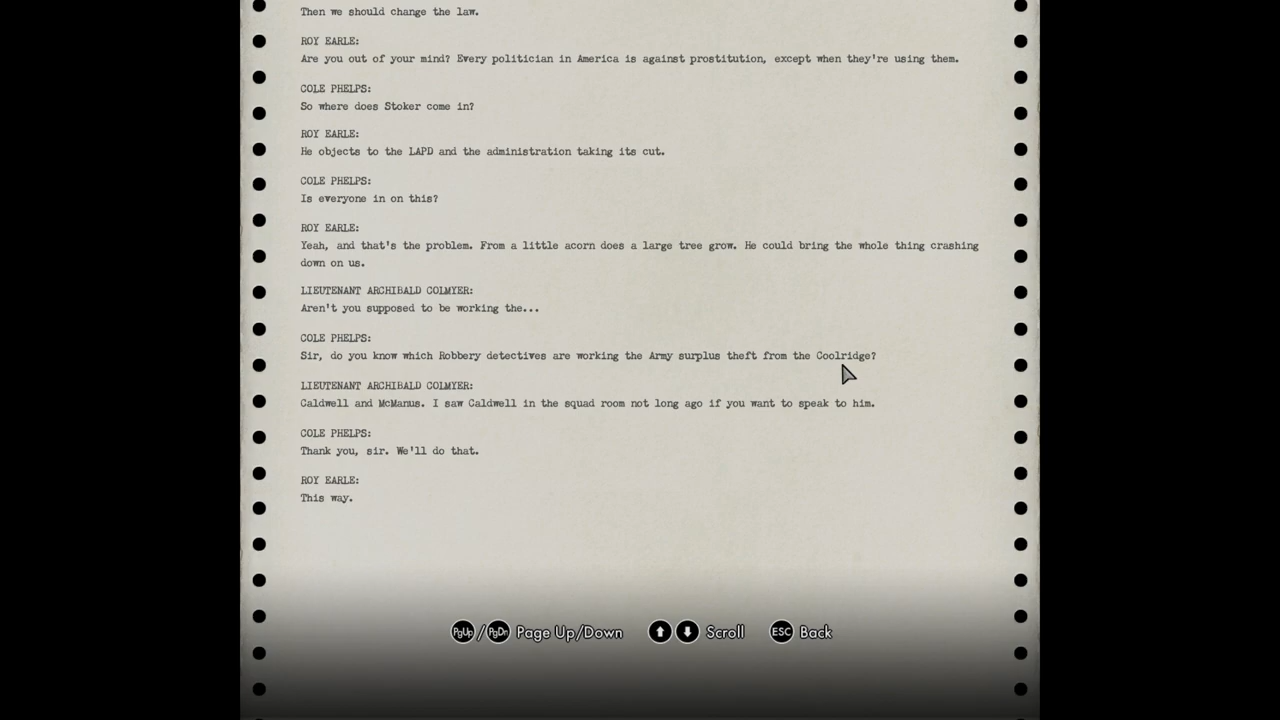 Then we should change the law.
ROY EARLE:
Are you out of your mind? Every politician in America is against prostitution, except when they're using them.
COLE PHELPS:
So where does Stoker come in?
ROY EARLE:
He objects to the LAPD and the administration taking its cut.
COLE PHELPS:
Is everyone in on this?
ROY EARLE:
Yeah, and that's the problem. From a little acorn does a large tree grow. He could bring the whole thing crashing
down on us.
LIEUTENANT ARCHIBALD COLMYER:
Aren't you supposed to be working the...
COLE PHELPS:
Sir, do you know which Robbery detectives are working the Army surplus theft from the Coolridge?
LIEUTENANT ARCHIBALD COLMYER:
Caldwell and McManus. I saw Caldwell in the squad room not long ago if you want to speak to him.
COLE PHELPS:
Thank you, sir. We'll do that.
ROY EARLE:
This way.
PgUp / PgDn Page Up/Down Scroll ESC Back